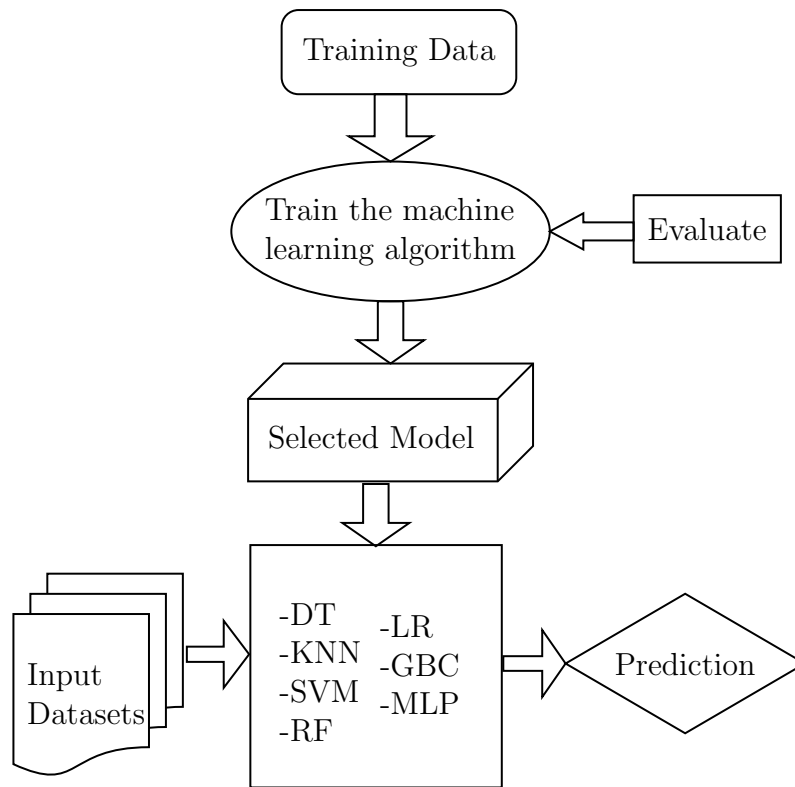 Training Data
Train the machine
learning algorithm
Evaluate
Selected Model
Input
Datasets
-DT
-KNN
-SVM
-RF
-LR
-GBC
-MLP
Prediction